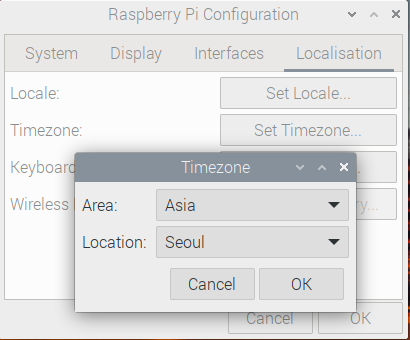 Raspberry Pi Configuration
System Display Interfaces Localisation
Locale: Set Locale...
Timezone: Set Timezone...
Keyboard
Timezone
Wireless
Area: Asia
Location: Seoul
Cancel OK
Cancel OK